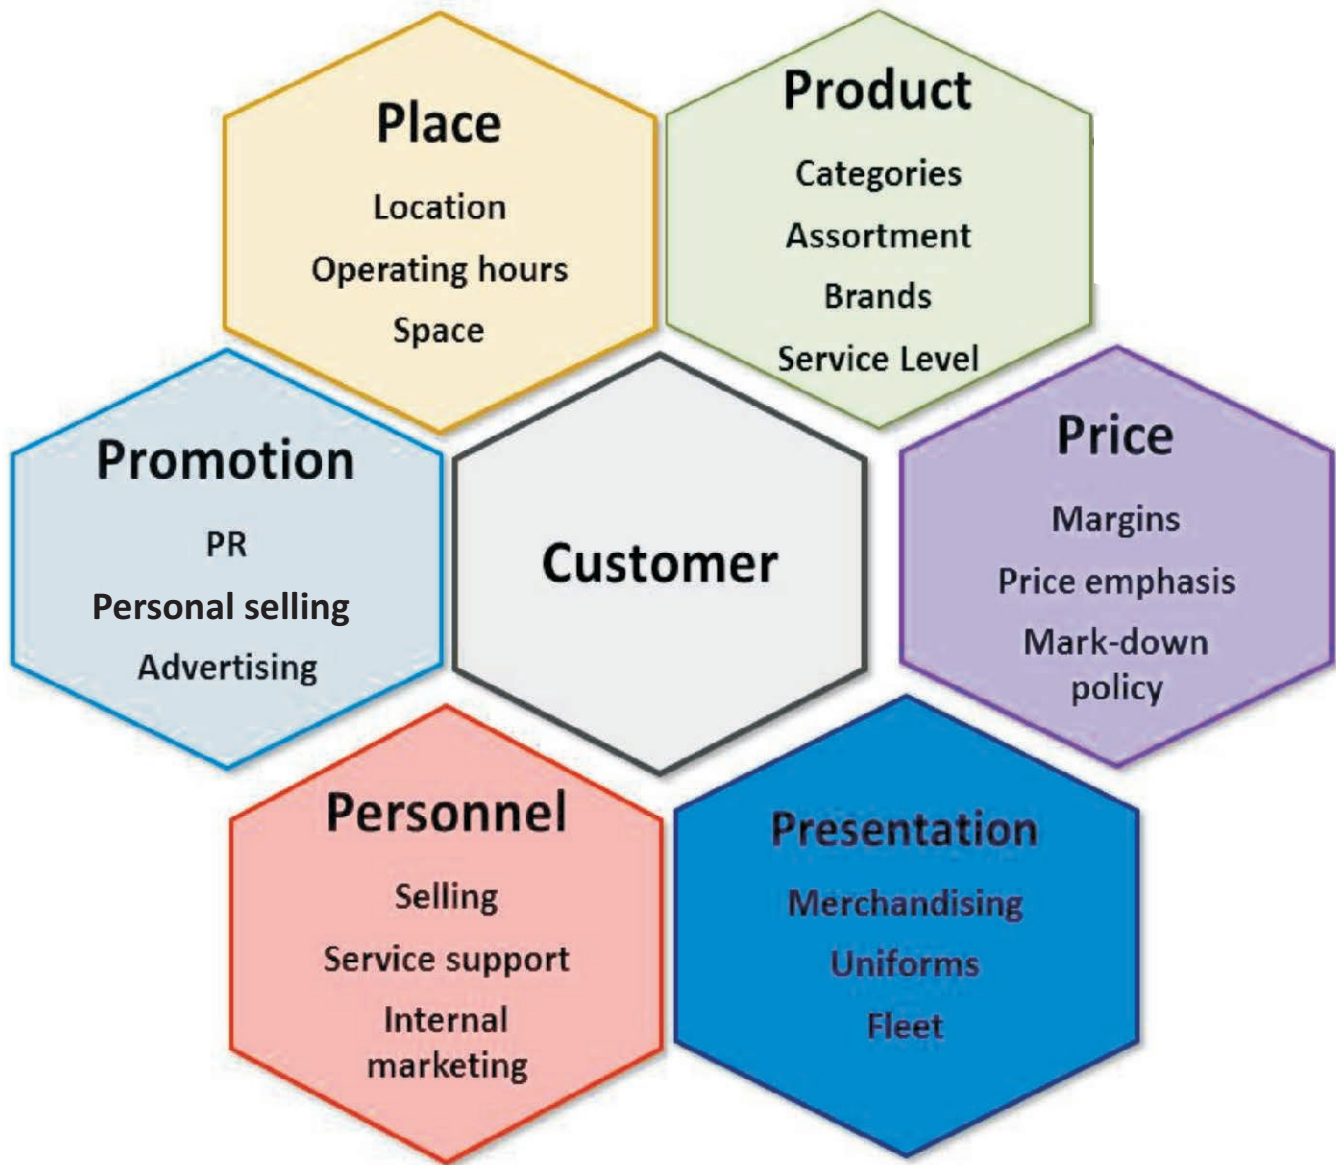 Place
Location
Operating hours
Space
Product
Categories
Assortment
Brands
Service Level
Promotion
PR
Personal selling
Advertising
Customer
Price
Margins
Price emphasis
Mark-down
policy
Personnel
Selling
Service support
Internal
marketing
Presentation
Merchandising
Uniforms
Fleet